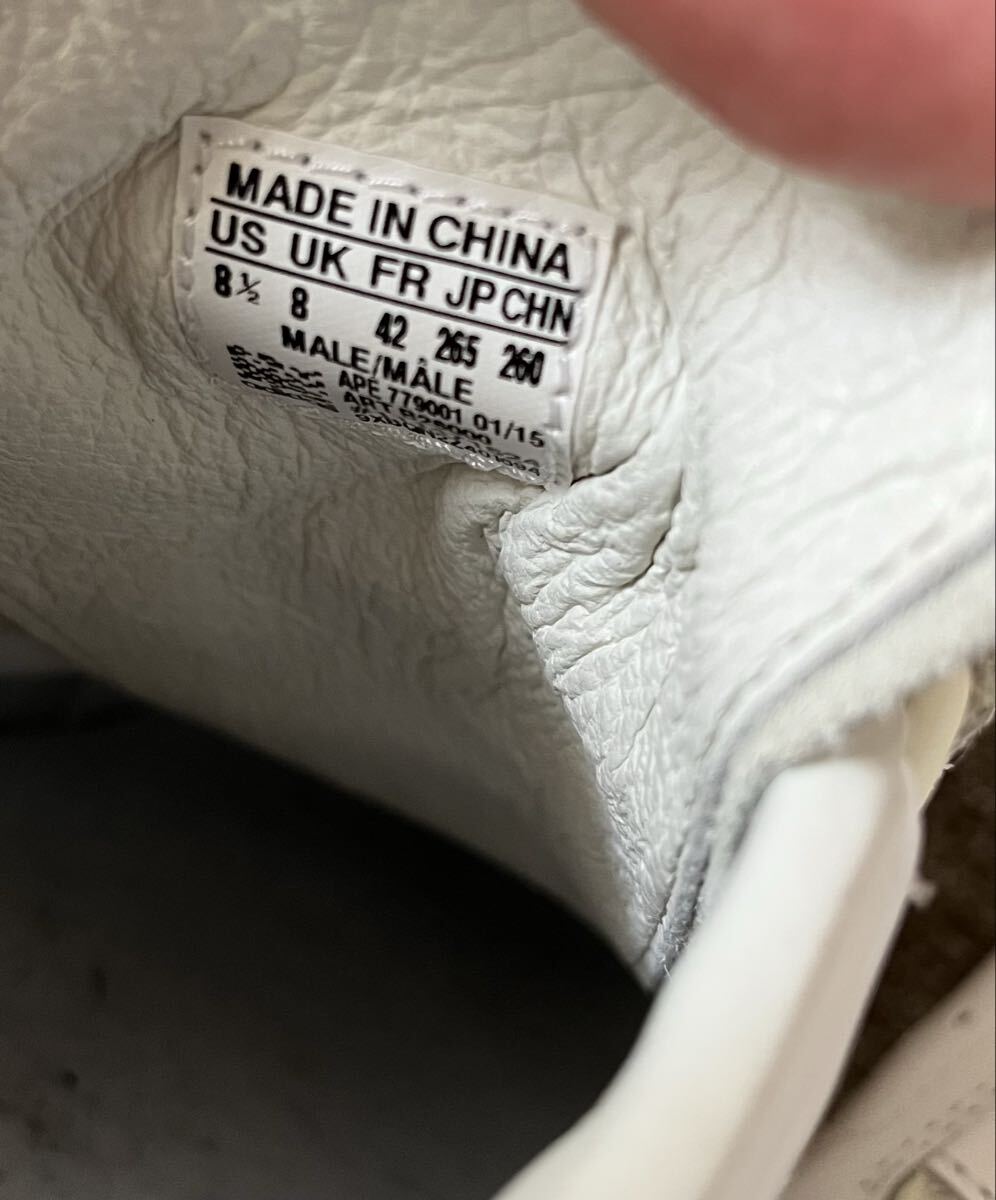 MADE IN CHINA
US UK FR JP CHN
8½ 8 42 265 260
MALE/MÂLE
APE 779001 01/15
ART